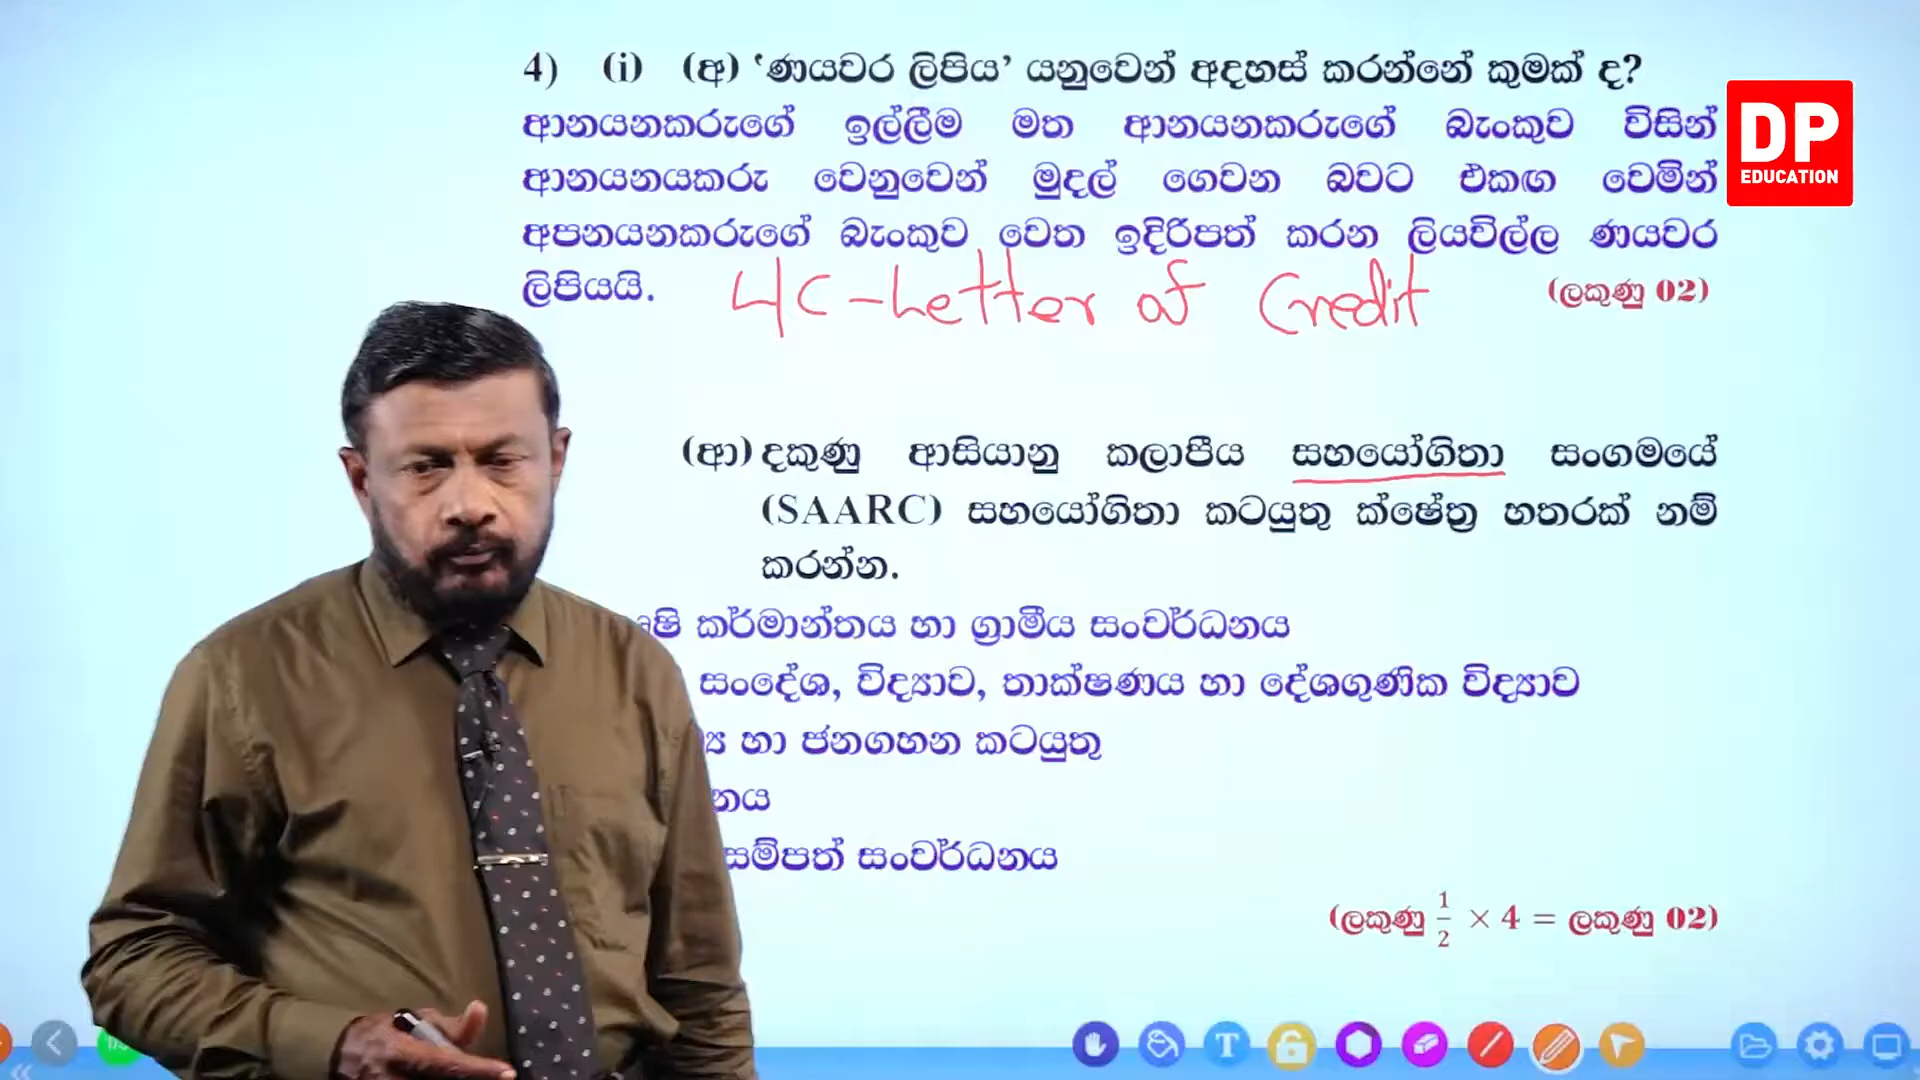 4) (i) (අ) ‘ණයවර ලිපිය’ යනුවෙන් අදහස් කරන්නේ කුමක් ද?
ආනයනකරුගේ ඉල්ලීම මත ආනයනකරුගේ බැංකුව විසින්
ආනයනයකරු වෙනුවෙන් මුදල් ගෙවන බවට එකඟ වෙමින්
අපනයනකරුගේ බැංකුව වෙත ඉදිරිපත් කරන ලියවිල්ල ණයවර
ලිපියයි. LC - Letter of Credit (ලකුණු 02)
DP
EDUCATION
(ආ) දකුණු ආසියානු කලාපීය සහයෝගිතා සංගමයේ
(SAARC) සහයෝගිතා කටයුතු ක්ෂේත්‍ර හතරක් නම්
කරන්න.
කර්මාන්තය හා ග්‍රාමීය සංවර්ධනය
සංදේශ, විද්‍යාව, තාක්ෂණය හා දේශගුණික විද්‍යාව
හා ජනගහන කටයුතු
සම්පත් සංවර්ධනය
(ලකුණු 1/2 × 4 = ලකුණු 02)